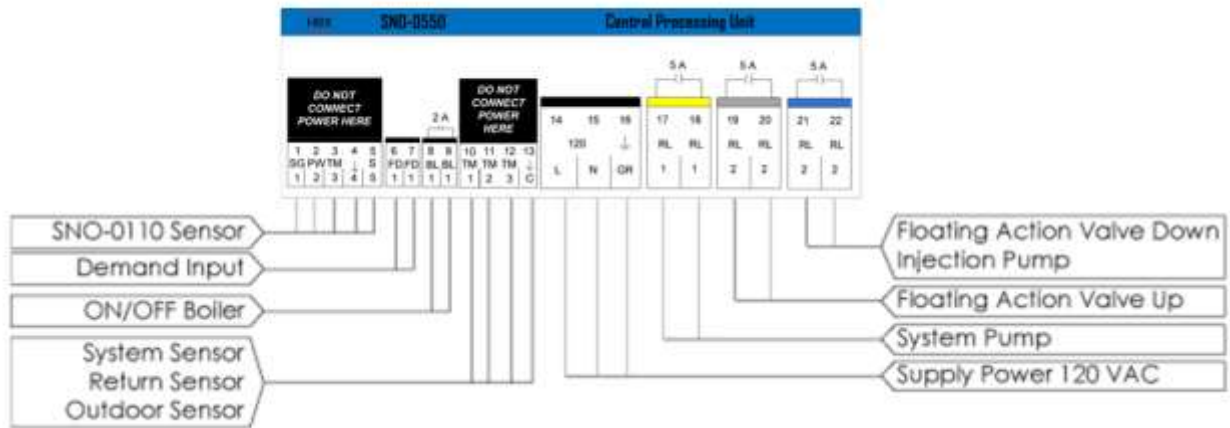 SNO-0550 Central Processing Unit
5 A 5 A 5 A
DO NOT
CONNECT
POWER HERE
DO NOT
CONNECT
POWER
HERE
2 A
14 15 16 17 18 19 20 21 22
1 2 3 4 5 6 7 8 9 10 11 12 13
120 RL RL RL RL RL RL
SG PW TM S FD FD BL BL TM TM TM
L N GR 1 1 2 2 2 2
1 2 3 4 5 1 1 1 1 1 2 3 C
SNO-0110 Sensor
Demand Input
ON/OFF Boiler
System Sensor
Return Sensor
Outdoor Sensor
Floating Action Valve Down
Injection Pump
Floating Action Valve Up
System Pump
Supply Power 120 VAC